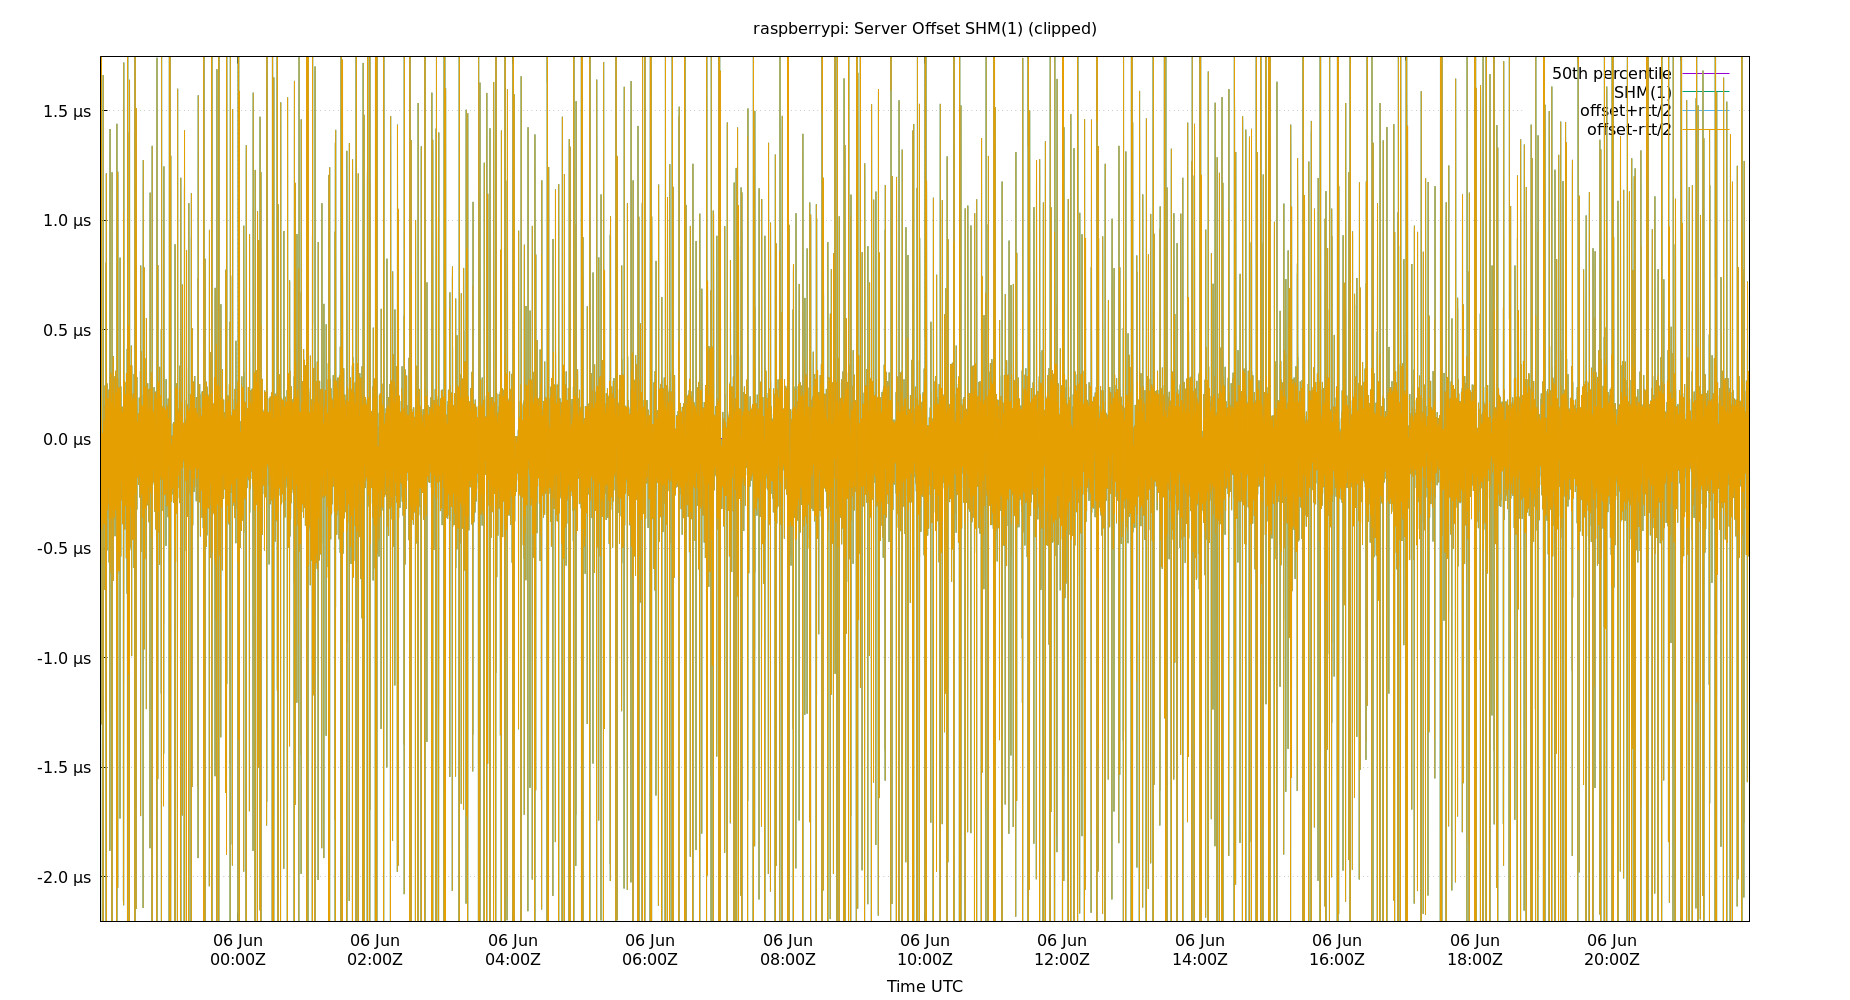 raspberrypi: Server Offset SHM(1) (clipped)
50th percentile
SHM(1)
offset+rtt/2
offset-rtt/2
1.5 µs
1.0 µs
0.5 µs
0.0 µs
-0.5 µs
-1.0 µs
-1.5 µs
-2.0 µs
06 Jun 06 Jun 06 Jun 06 Jun 06 Jun 06 Jun 06 Jun 06 Jun 06 Jun 06 Jun 06 Jun
00:00Z 02:00Z 04:00Z 06:00Z 08:00Z 10:00Z 12:00Z 14:00Z 16:00Z 18:00Z 20:00Z
Time UTC